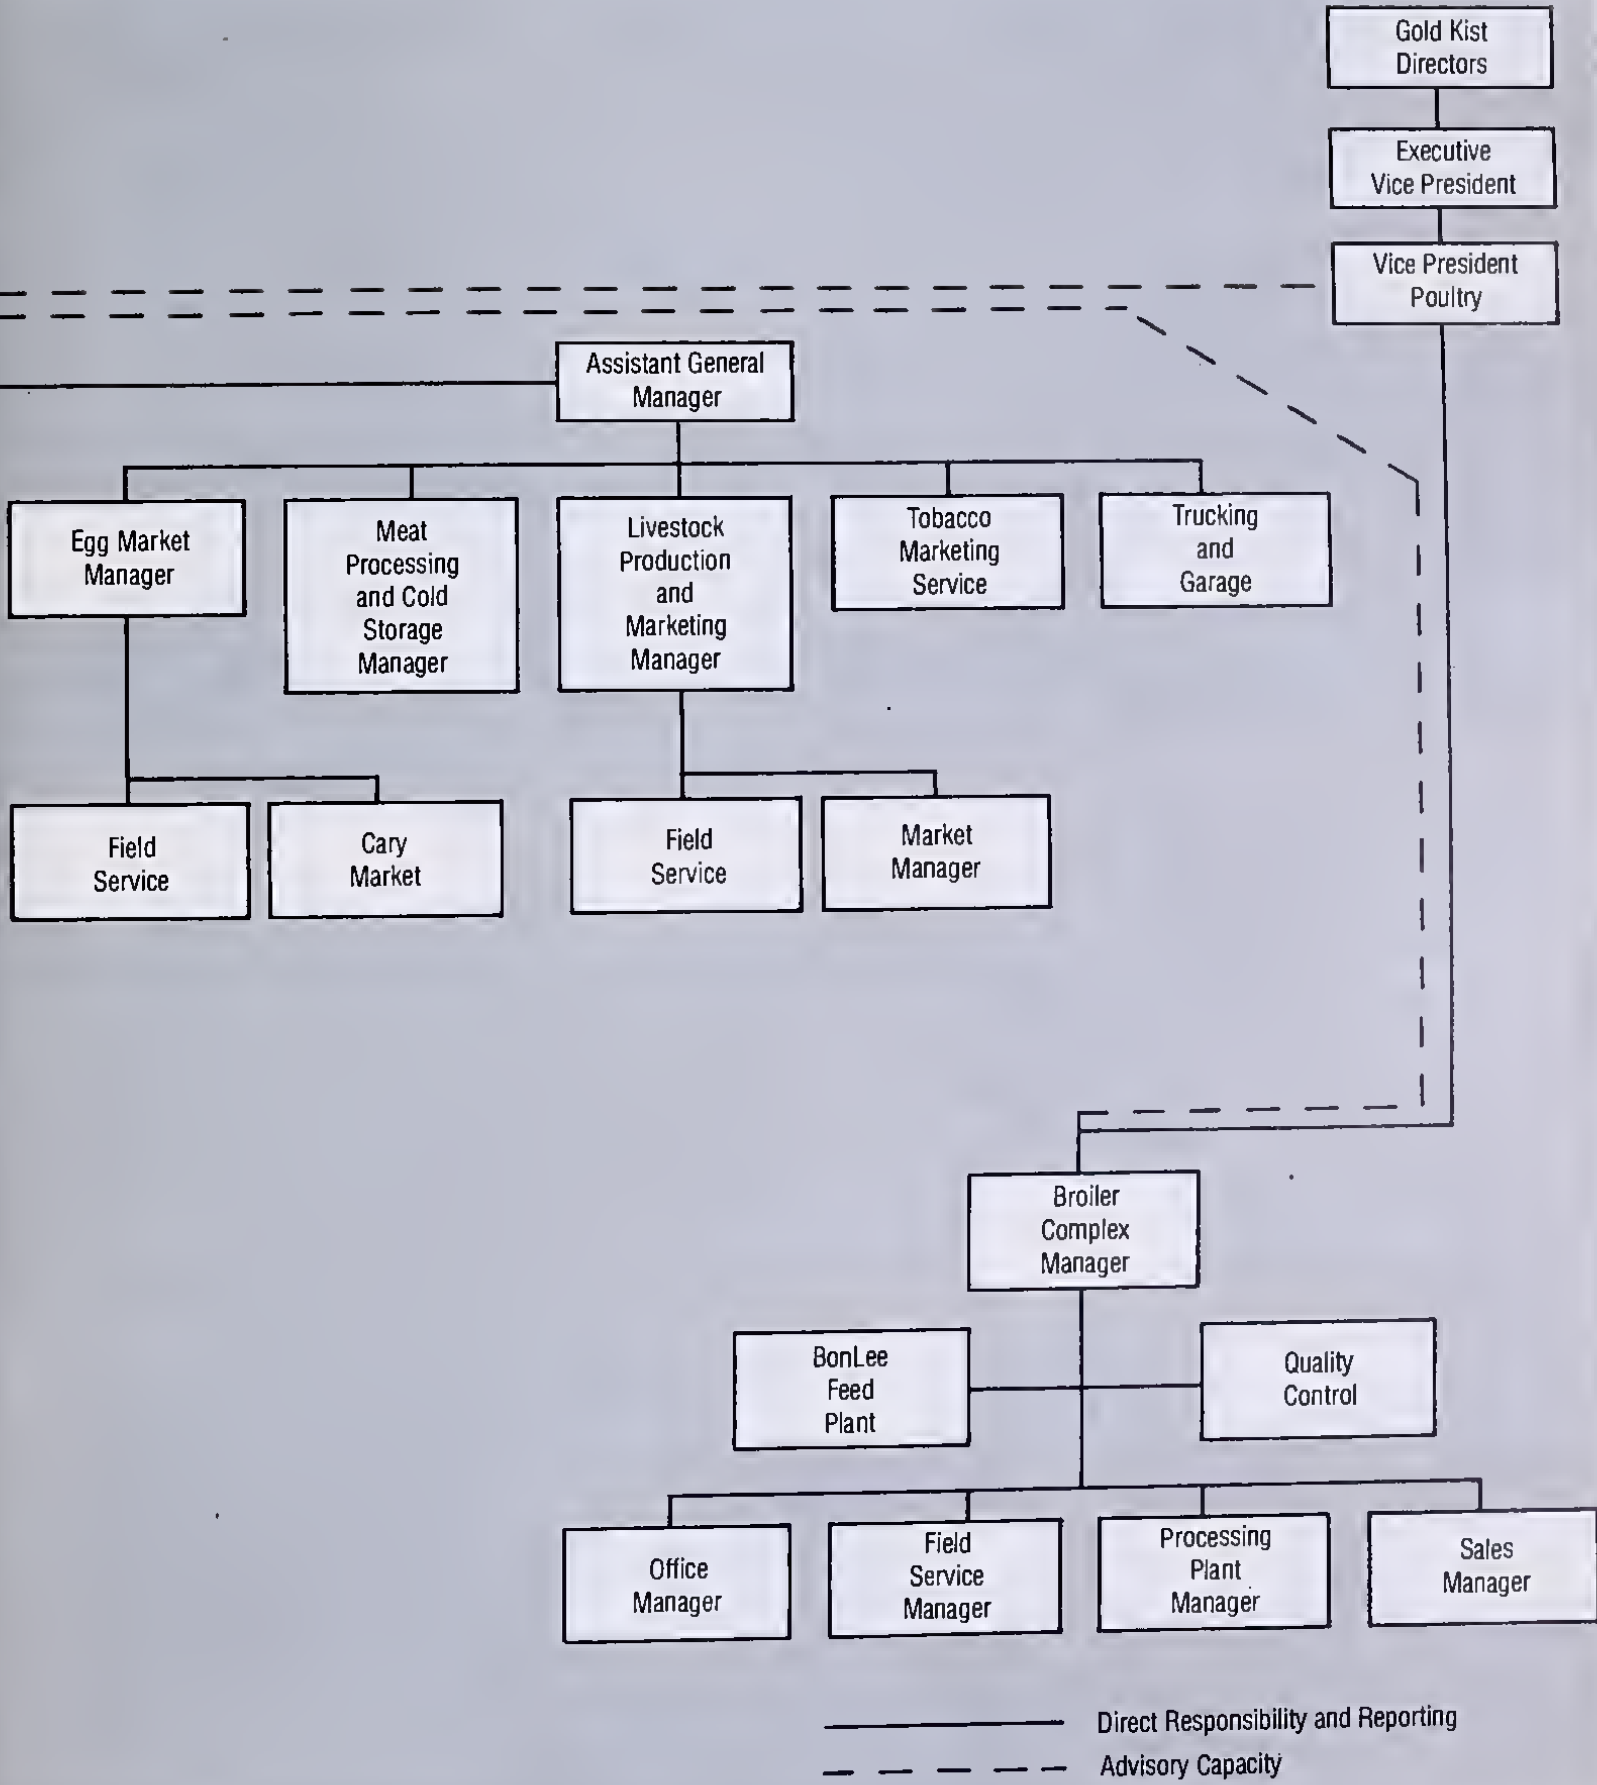 Gold Kist
Directors
Executive
Vice President
Vice President
Poultry
Assistant General
Manager
Egg Market
Manager
Meat
Processing
and Cold
Storage
Manager
Livestock
Production
and
Marketing
Manager
Tobacco
Marketing
Service
Trucking
and
Garage
Field
Service
Cary
Market
Field
Service
Market
Manager
Broiler
Complex
Manager
BonLee
Feed
Plant
Quality
Control
Office
Manager
Field
Service
Manager
Processing
Plant
Manager
Sales
Manager
Direct Responsibility and Reporting
Advisory Capacity